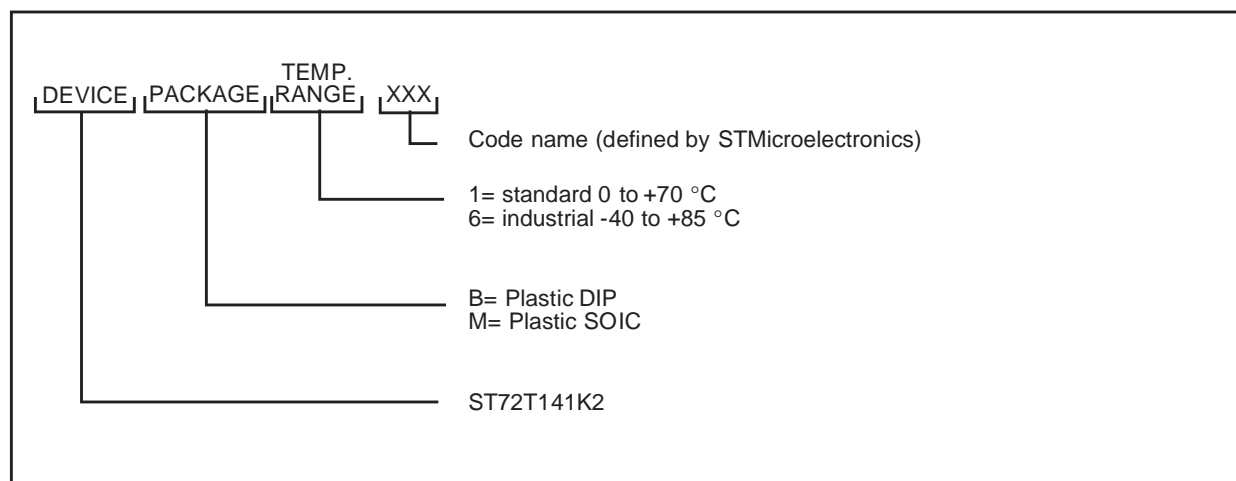 TEMP.
DEVICE PACKAGE RANGE XXX
Code name (defined by STMicroelectronics)
1= standard 0 to +70 °C
6= industrial -40 to +85 °C
B= Plastic DIP
M= Plastic SOIC
ST72T141K2